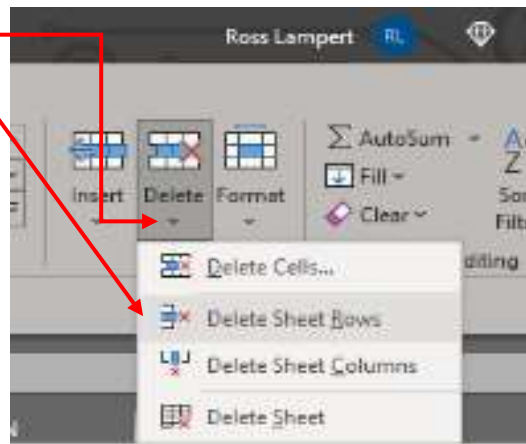 Ross Lampert RL
Insert Delete Format
AutoSum
Fill
Clear
Delete Cells...
Delete Sheet Rows
Delete Sheet Columns
Delete Sheet